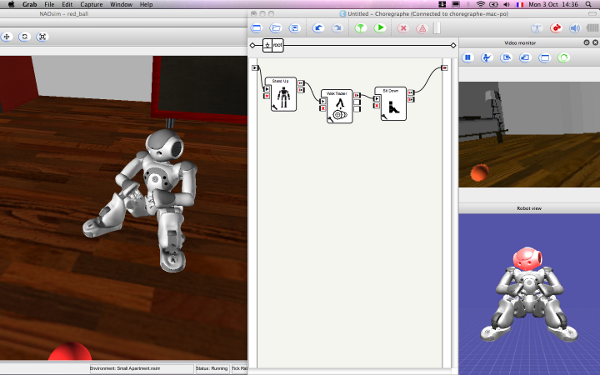 Grab File Edit Capture Window Help
Mon 3 Oct 14:36
NAOsim – red_ball
Untitled - Choregraphe (Connected to choregraphe-mac-po)
root
Video monitor
Stand Up
Walk Tracker
Sit Down
Robot view
Environment: Small Apartment.nsim
Status: Running
Tick Rat